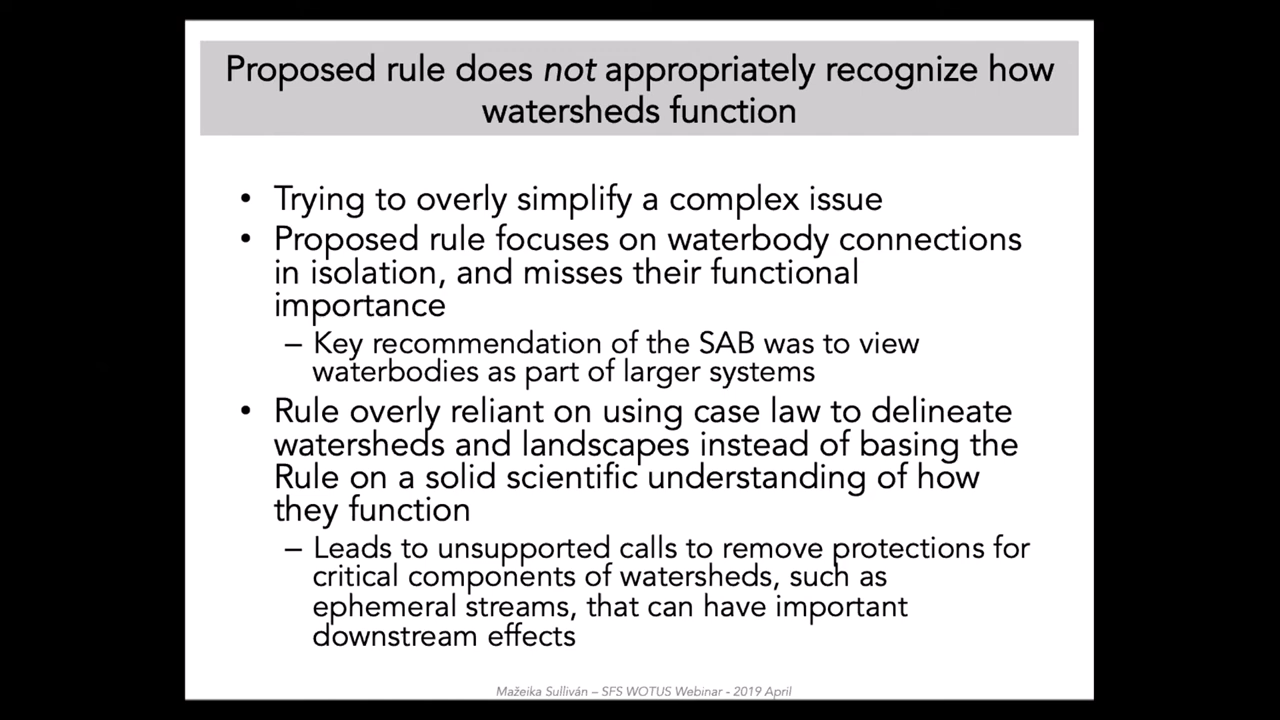 Proposed rule does not appropriately recognize how
watersheds function
• Trying to overly simplify a complex issue
• Proposed rule focuses on waterbody connections
in isolation, and misses their functional
importance
– Key recommendation of the SAB was to view
waterbodies as part of larger systems
• Rule overly reliant on using case law to delineate
watersheds and landscapes instead of basing the
Rule on a solid scientific understanding of how
they function
– Leads to unsupported calls to remove protections for
critical components of watersheds, such as
ephemeral streams, that can have important
downstream effects
Mažeika Sulliván – SFS WOTUS Webinar - 2019 April